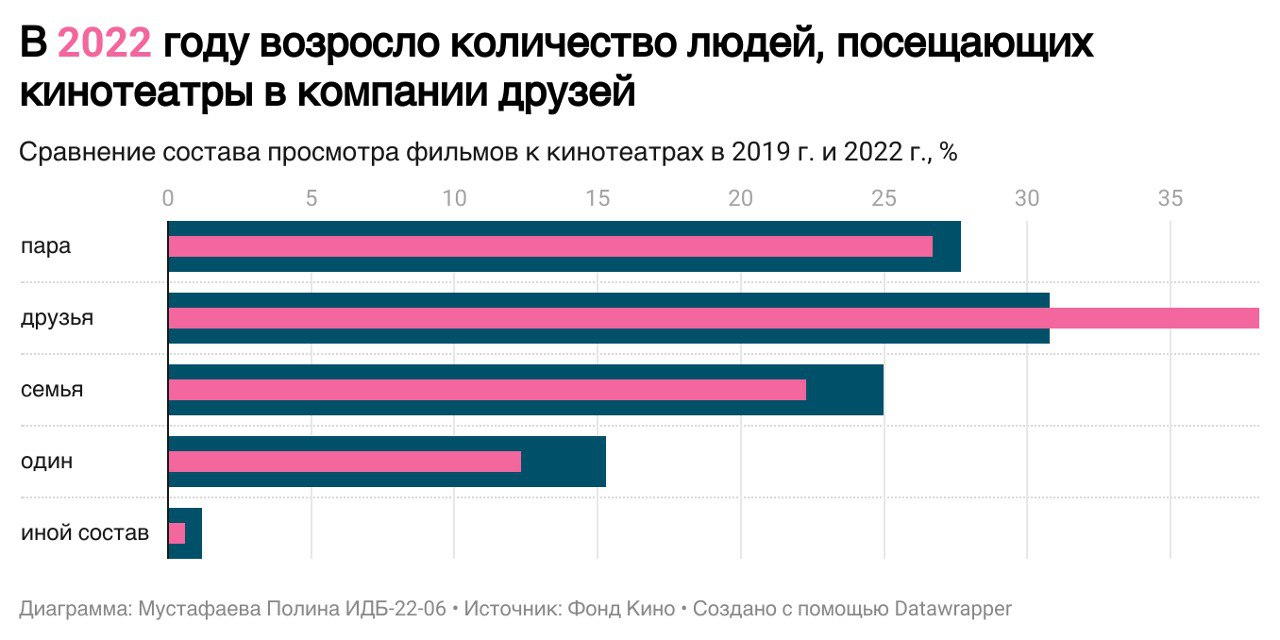 В 2022 году возросло количество людей, посещающих
кинотеатры в компании друзей
Сравнение состава просмотра фильмов к кинотеатрах в 2019 г. и 2022 г., %
0 5 10 15 20 25 30 35
пара
друзья
семья
один
иной состав
Диаграмма: Мустафаева Полина ИДБ-22-06 • Источник: Фонд Кино • Создано с помощью Datawrapper